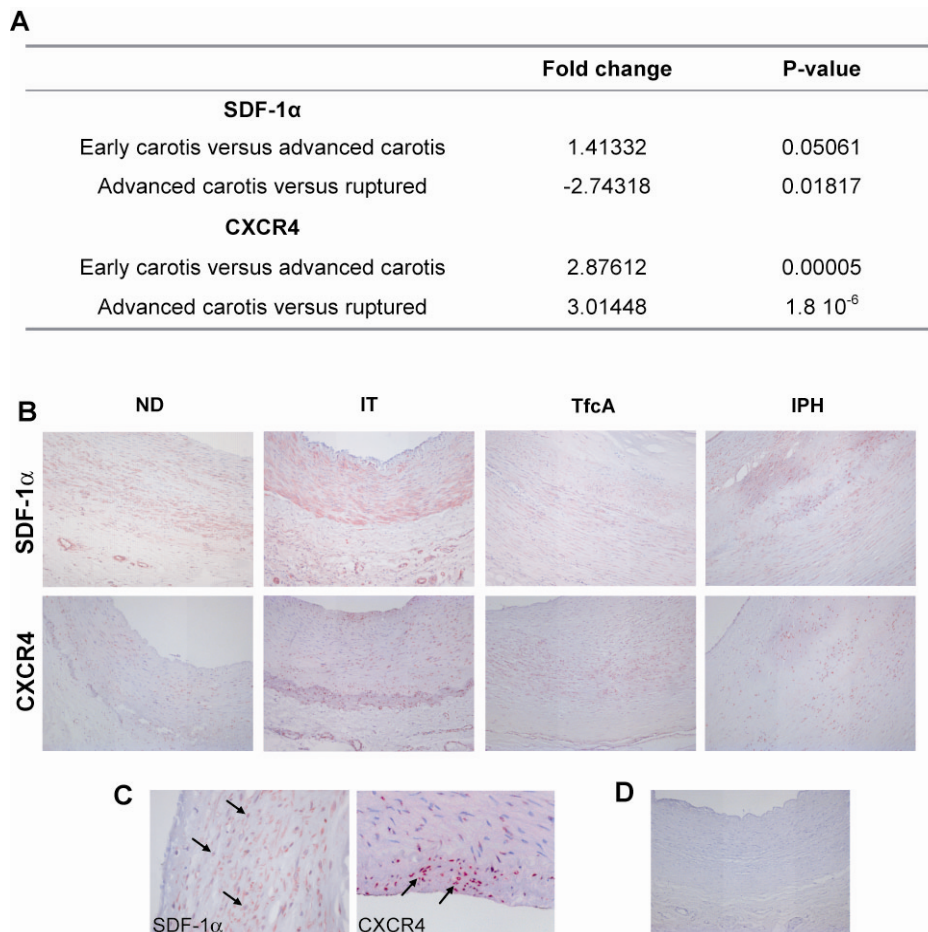 A
Fold change P-value
SDF-1α
Early carotis versus advanced carotis 1.41332 0.05061
Advanced carotis versus ruptured -2.74318 0.01817
CXCR4
Early carotis versus advanced carotis 2.87612 0.00005
Advanced carotis versus ruptured 3.01448 1.8 10⁻⁶
B
ND IT TfcA IPH
SDF-1α
CXCR4
C
SDF-1α
CXCR4
D